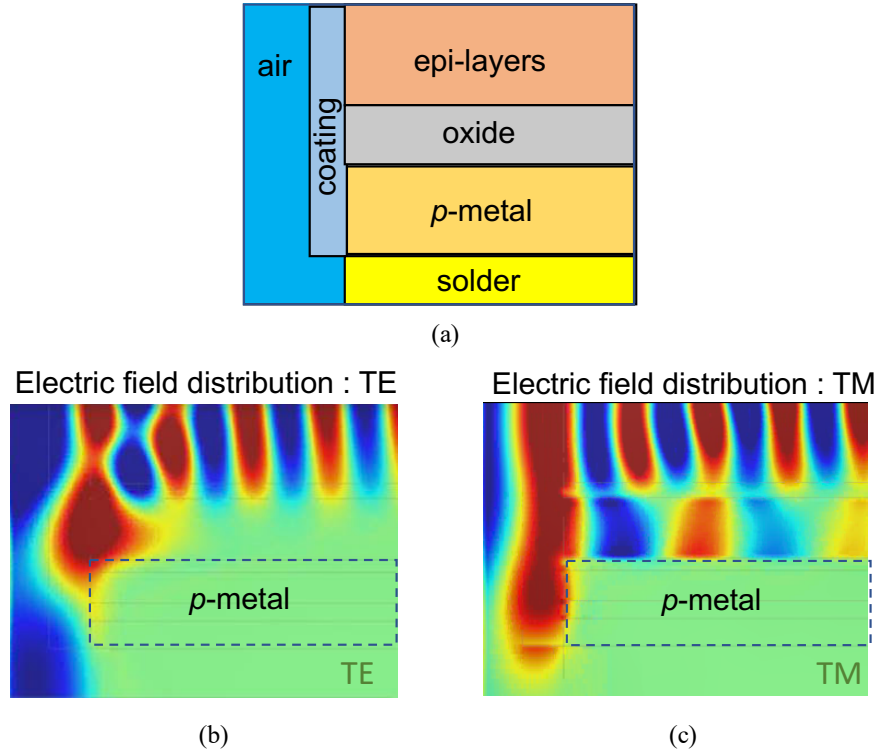 air
coating
epi-layers
oxide
p-metal
solder
(a)
Electric field distribution : TE
Electric field distribution : TM
p-metal
TE
p-metal
TM
(b)
(c)